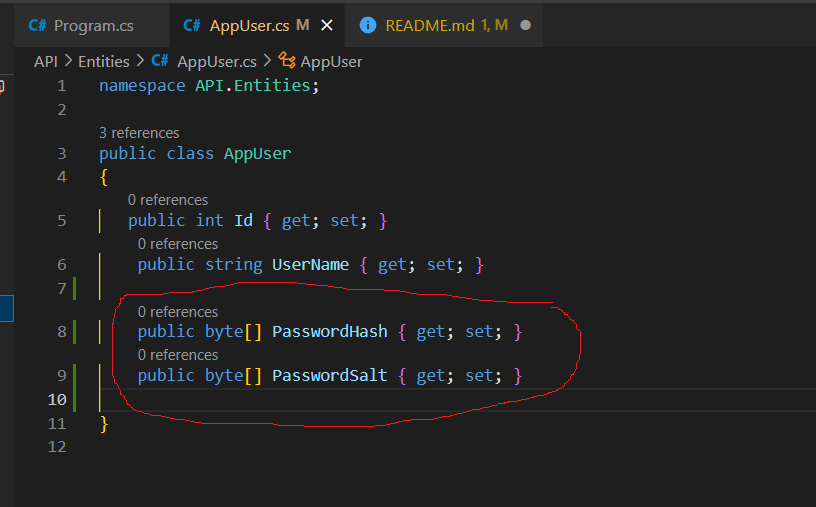 C# Program.cs C# AppUser.cs M × README.md 1, M
API > Entities > C# AppUser.cs > AppUser
1 namespace API.Entities;
2
3 references
3 public class AppUser
4 {
0 references
5 public int Id { get; set; }
0 references
6 public string UserName { get; set; }
7
0 references
8 public byte[] PasswordHash { get; set; }
0 references
9 public byte[] PasswordSalt { get; set; }
10
11 }
12